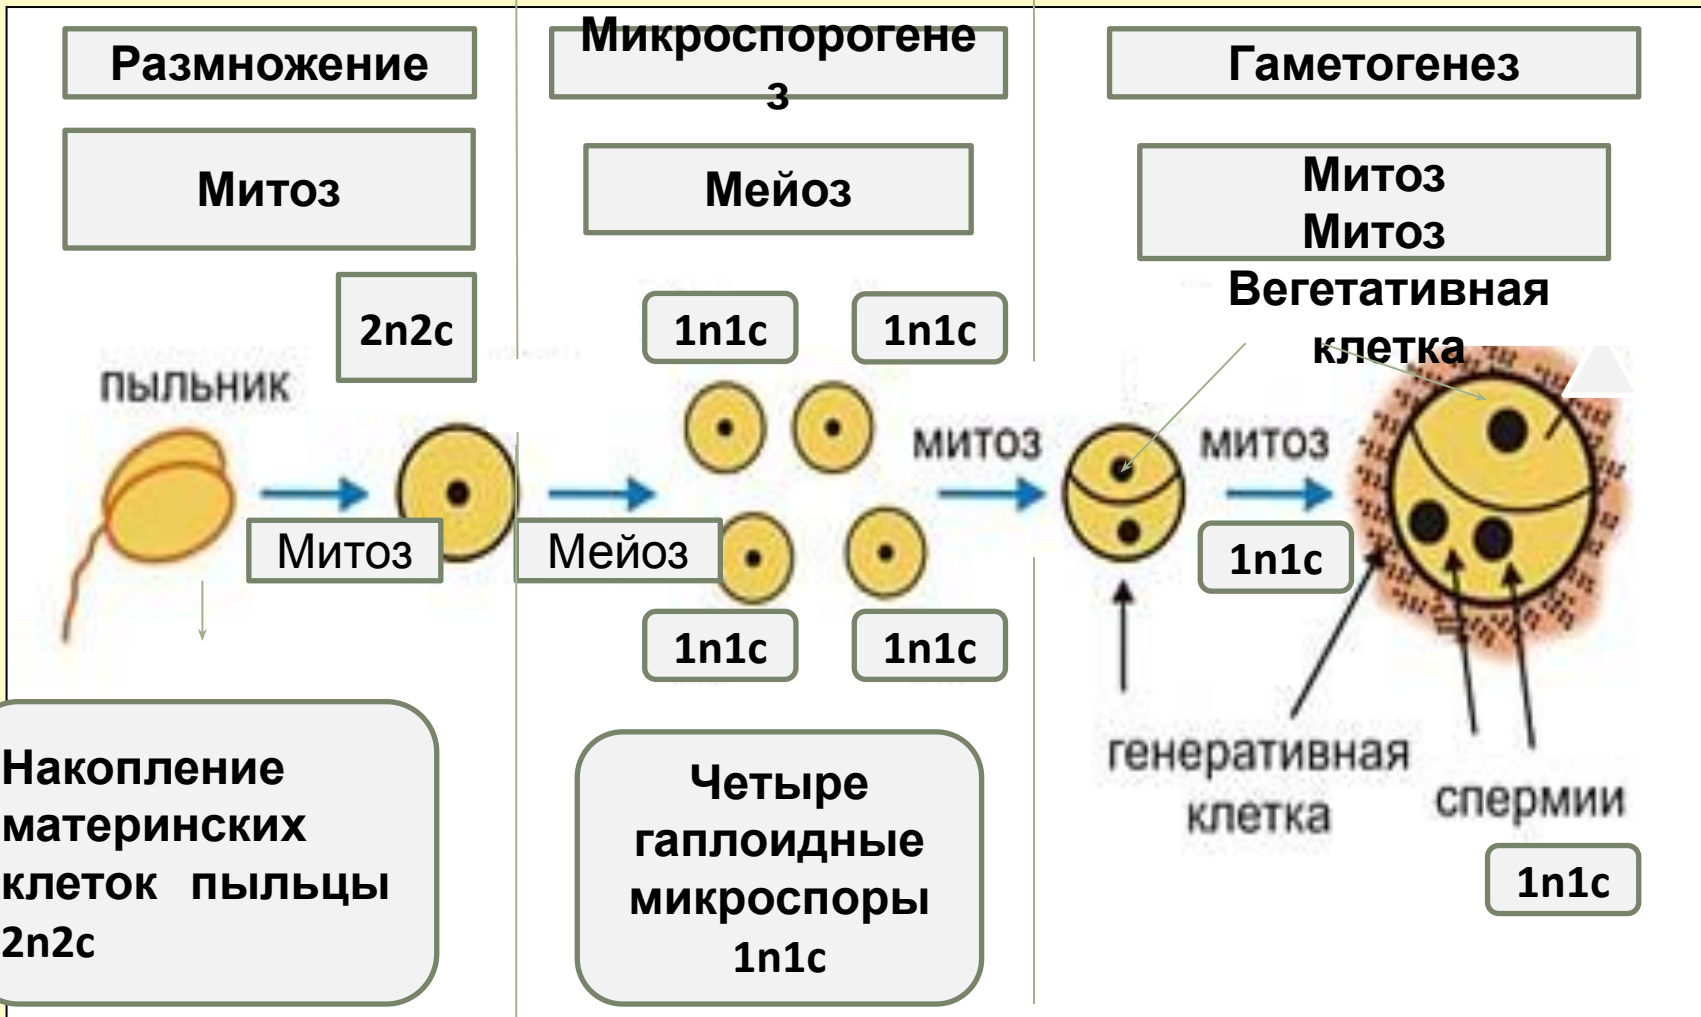 Размножение
Митоз
2n2c
пыльник
Митоз
Накопление
материнских
клеток пыльцы
2n2c
Микроспорогене
з
Мейоз
1n1c
1n1c
Мейоз
1n1c
1n1c
Четыре
гаплоидные
микроспоры
1n1c
Гаметогенез
Митоз
Митоз
Вегетативная
клетка
митоз
митоз
1n1c
генеративная
клетка
спермии
1n1c